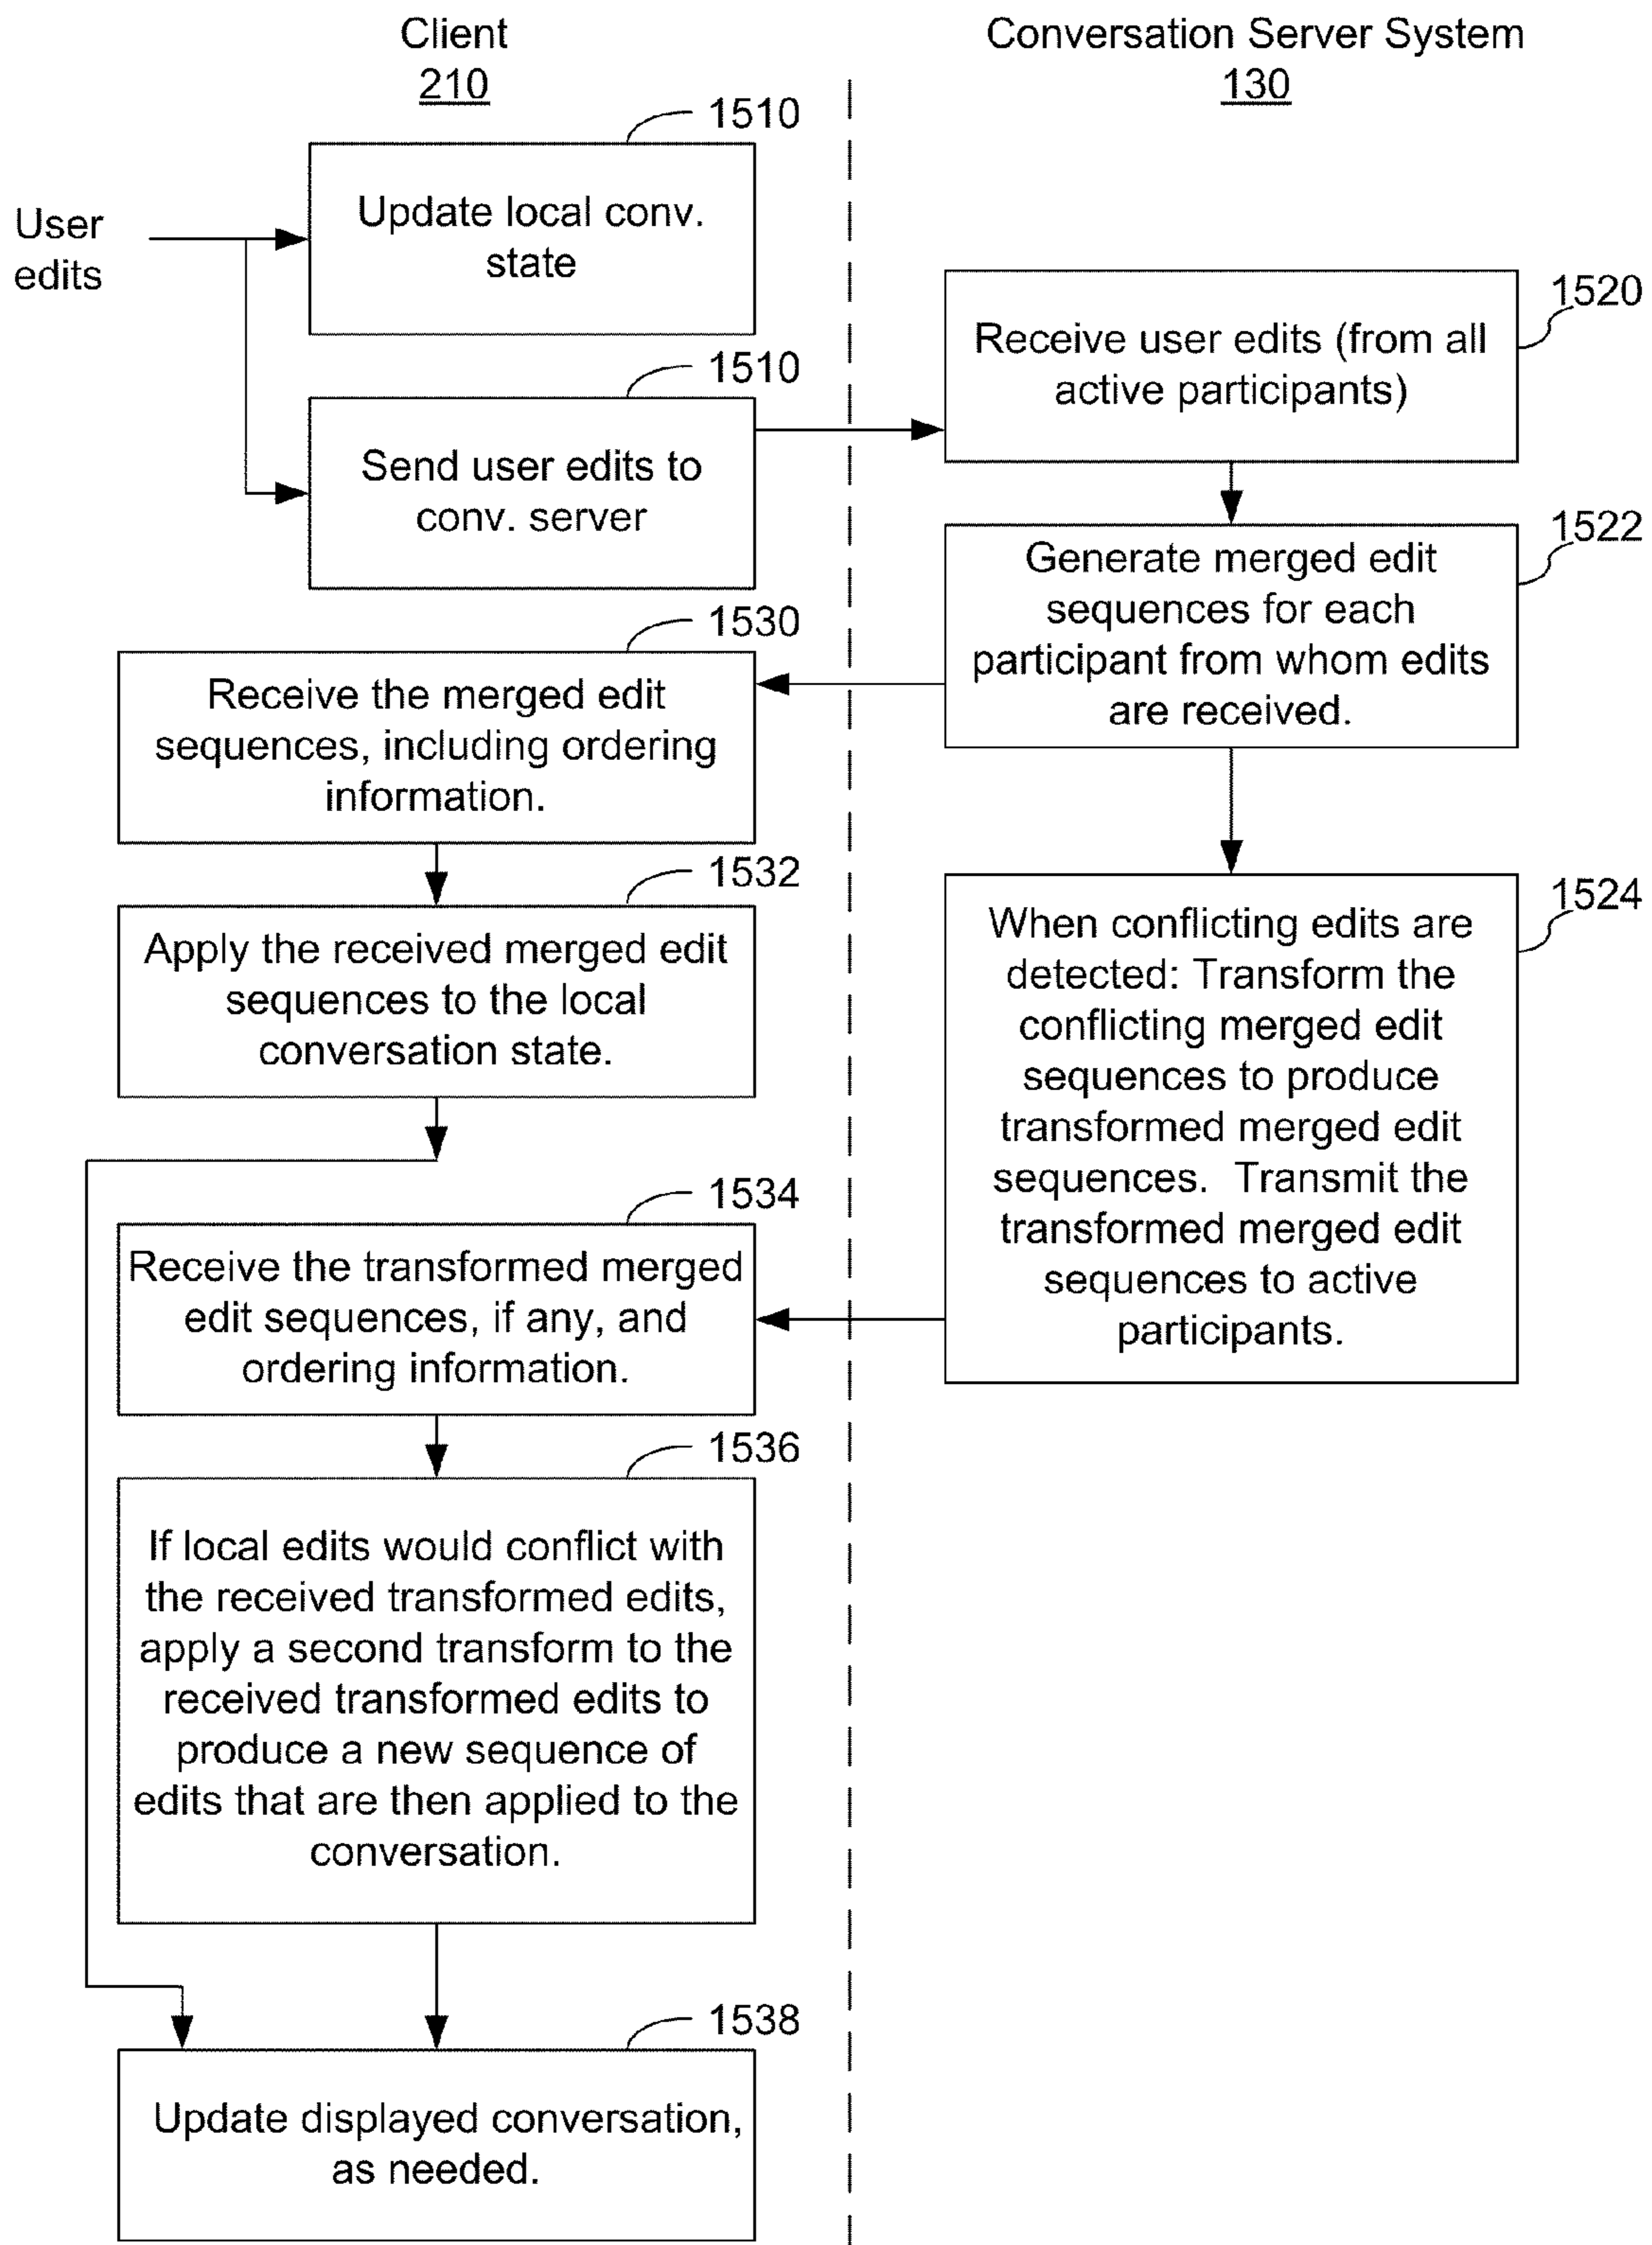 Client
210
Conversation Server System
130
1510
User
edits
Update local conv.
state
1510
Send user edits to
conv. server
1520
Receive user edits (from all
active participants)
1522
Generate merged edit
sequences for each
participant from whom edits
are received.
1530
Receive the merged edit
sequences, including ordering
information.
1532
Apply the received merged edit
sequences to the local
conversation state.
1524
When conflicting edits are
detected: Transform the
conflicting merged edit
sequences to produce
transformed merged edit
sequences. Transmit the
transformed merged edit
sequences to active
participants.
1534
Receive the transformed merged
edit sequences, if any, and
ordering information.
1536
If local edits would conflict with
the received transformed edits,
apply a second transform to the
received transformed edits to
produce a new sequence of
edits that are then applied to the
conversation.
1538
Update displayed conversation,
as needed.